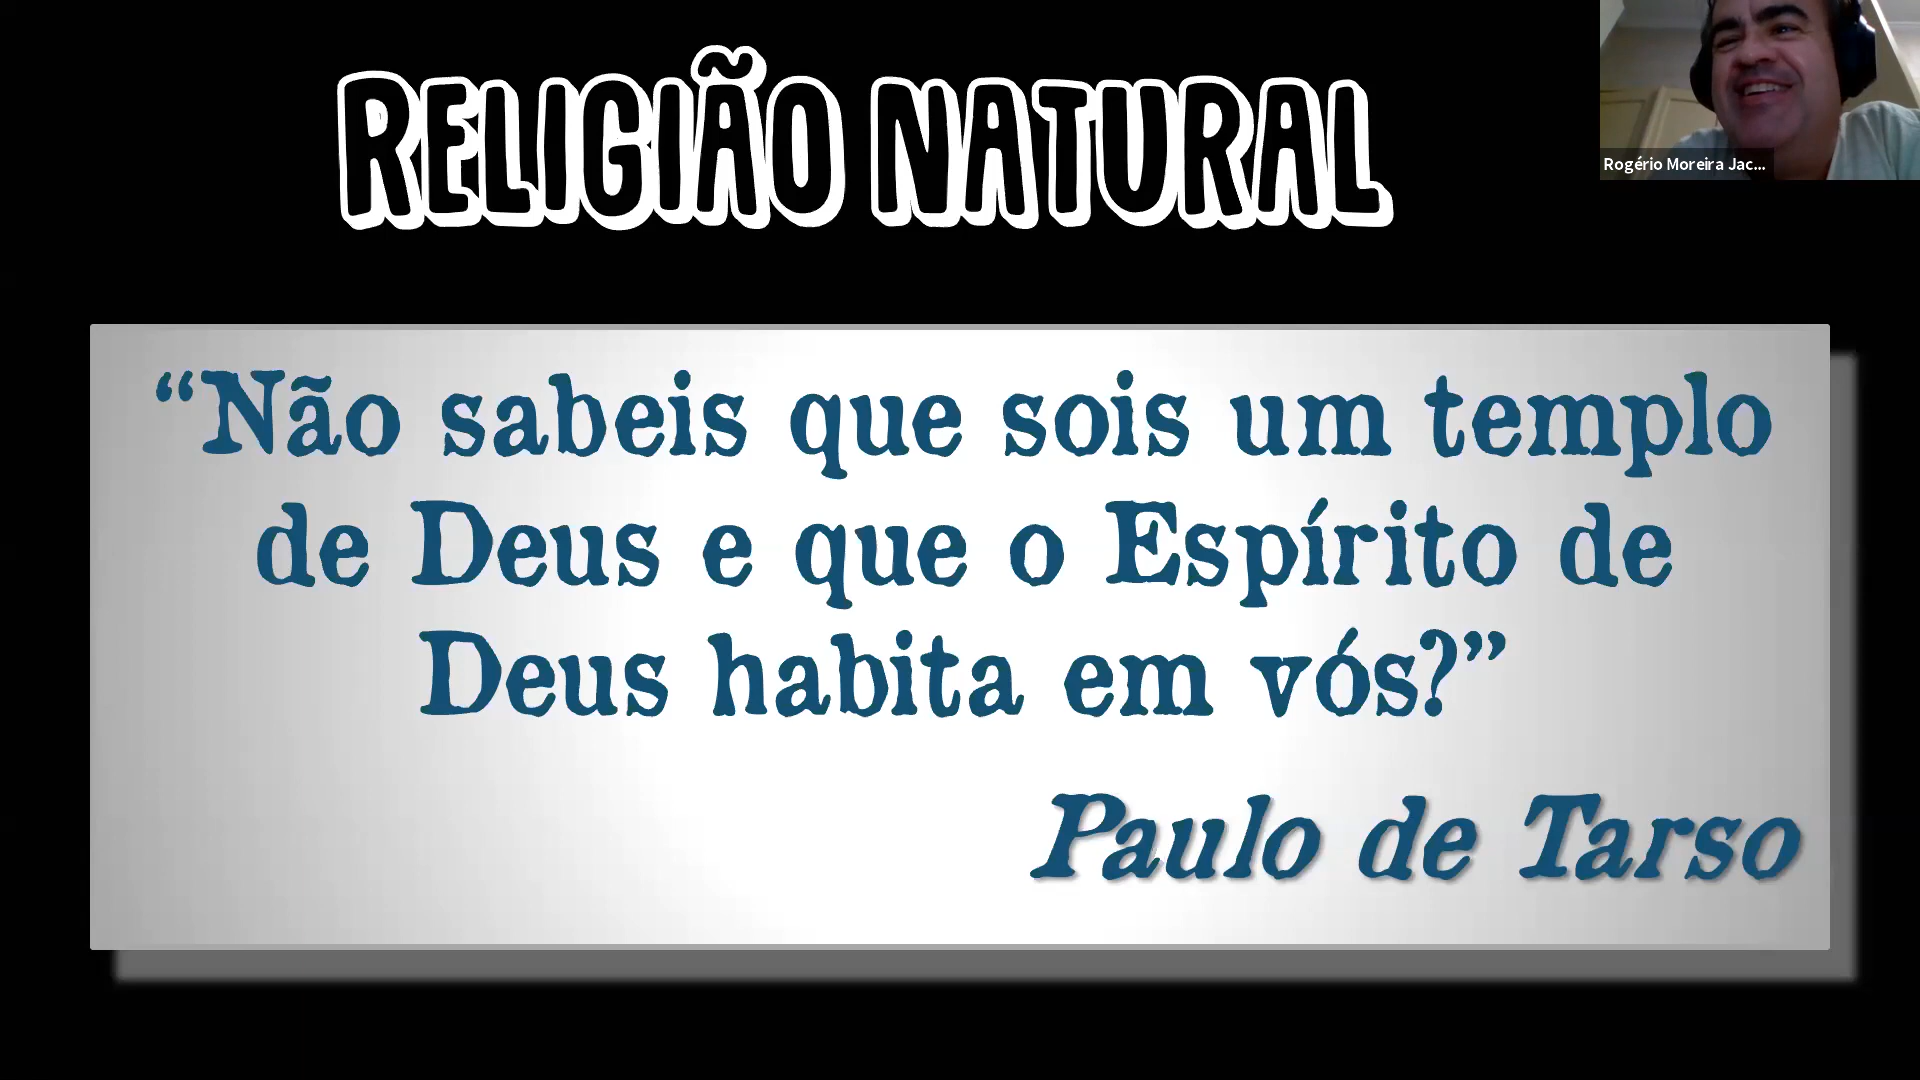 RELIGIÃO NATURAL
Rogério Moreira Jac...
“Não sabeis que sois um templo
de Deus e que o Espírito de
Deus habita em vós?”
Paulo de Tarso